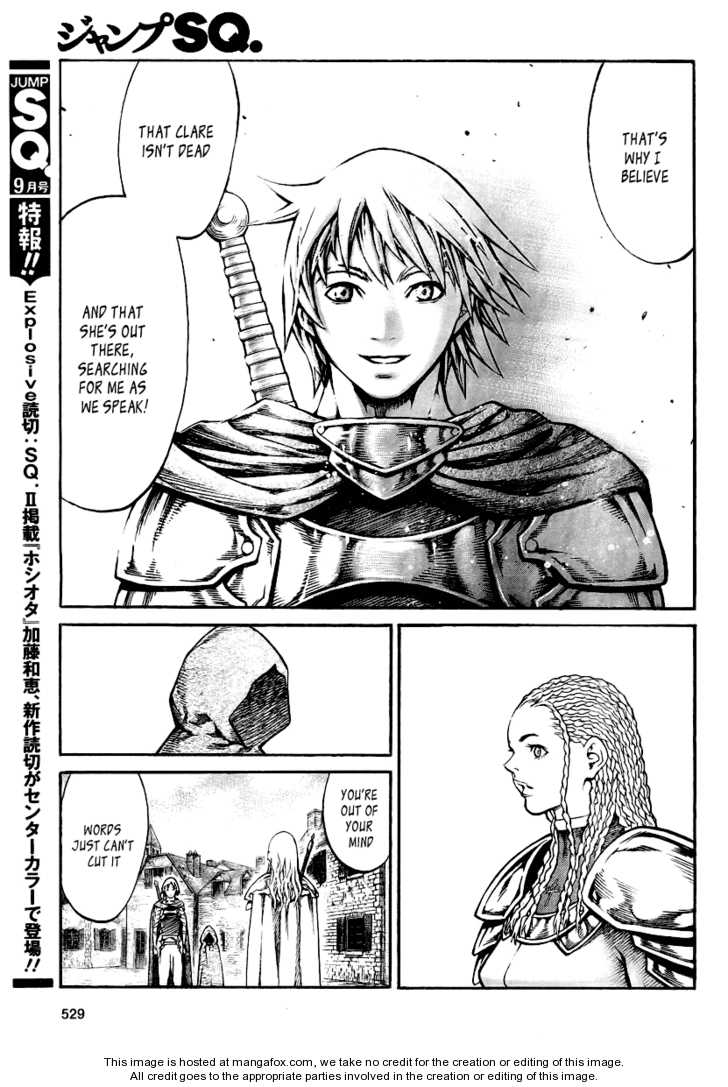 ジャンプSQ.
JUMP
SQ.
9月号
特報!!
Explosive読切:SQ.Ⅱ掲載『ホシオタ』加藤和恵、新作読切がセンターカラーで登場!!
THAT'S
WHY I
BELIEVE
THAT CLARE
ISN'T DEAD
AND THAT
SHE'S OUT
THERE,
SEARCHING
FOR ME AS
WE SPEAK!
YOU'RE
OUT OF
YOUR
MIND
WORDS
JUST CAN'T
CUT IT
529
This image is hosted at mangafox.com, we take no credit for the creation or editing of this image.
All credit goes to the appropriate parties involved in the creation or editing of this image.